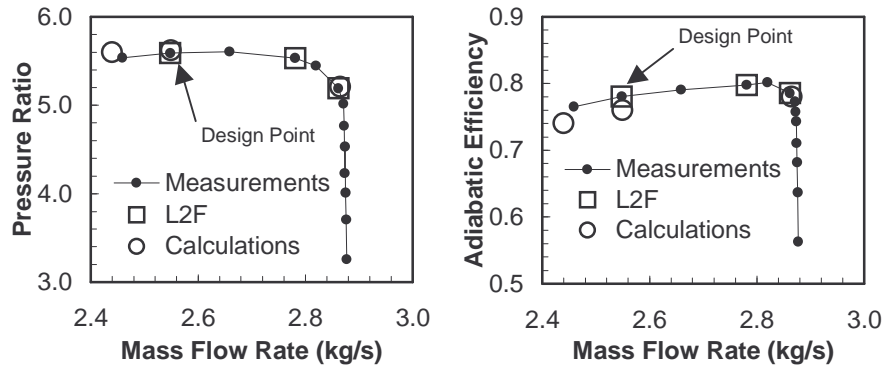 Pressure Ratio
6.0
5.0
4.0
3.0
Design Point
Measurements
L2F
Calculations
2.4 2.6 2.8 3.0
Mass Flow Rate (kg/s)
Adiabatic Efficiency
0.9
0.8
0.7
0.6
0.5
Design Point
Measurements
L2F
Calculations
2.4 2.6 2.8 3.0
Mass Flow Rate (kg/s)